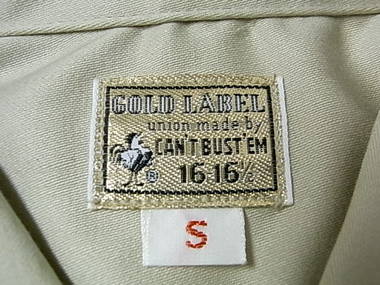 GOLD LABEL
union made by
CAN'T BUST'EM
® 16·16½
S